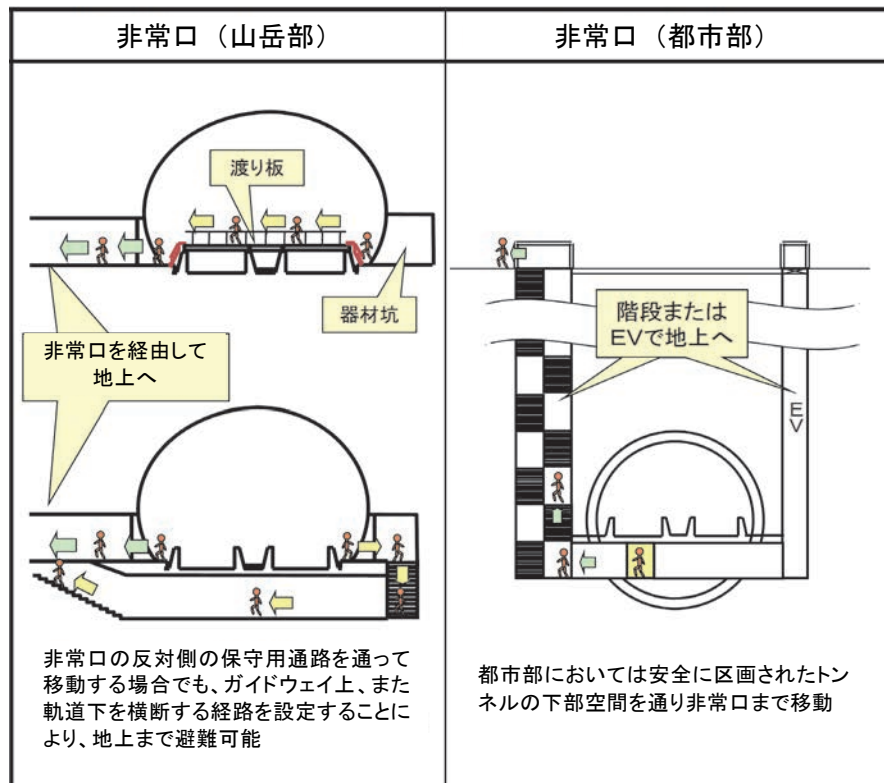 非常口 （山岳部）
非常口 （都市部）
渡り板
器材坑
非常口を経由して
地上へ
非常口の反対側の保守用通路を通って
移動する場合でも、ガイドウェイ上、また
軌道下を横断する経路を設定することに
より、地上まで避難可能
階段または
EVで地上へ
EV
都市部においては安全に区画されたトン
ネルの下部空間を通り非常口まで移動